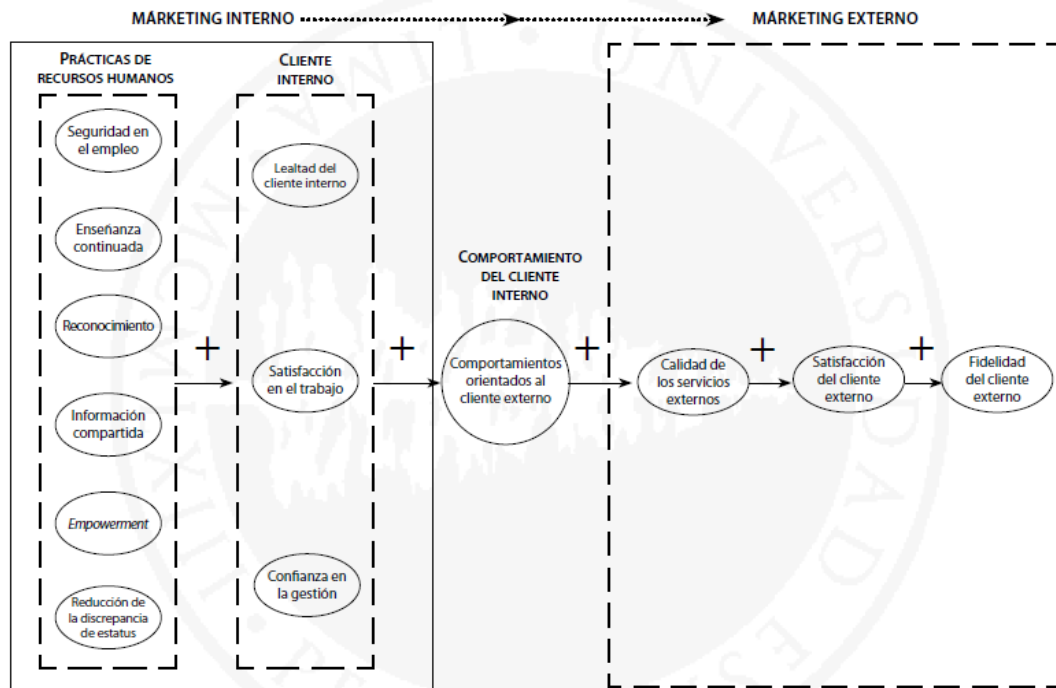 MÁRKETING INTERNO
MÁRKETING EXTERNO
PRÁCTICAS DE
RECURSOS HUMANOS
Seguridad en
el empleo
Enseñanza
continuada
Reconocimiento
Información
compartida
Empowerment
Reducción de
la discrepancia
de estatus
+
CLIENTE
INTERNO
Lealtad del
cliente interno
Satisfacción
en el trabajo
Confianza en
la gestión
+
COMPORTAMIENTO
DEL CLIENTE
INTERNO
Comportamientos
orientados al
cliente externo
+
Calidad de
los servicios
externos
+
Satisfacción
del cliente
externo
+
Fidelidad
del cliente
externo